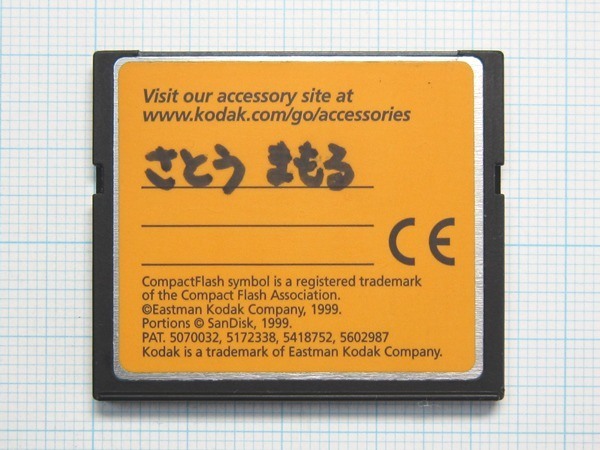 Visit our accessory site at
www.kodak.com/go/accessories
さとう まもる
CE
CompactFlash symbol is a registered trademark
of the Compact Flash Association.
©Eastman Kodak Company, 1999.
Portions © SanDisk, 1999.
PAT. 5070032, 5172338, 5418752, 5602987
Kodak is a trademark of Eastman Kodak Company.